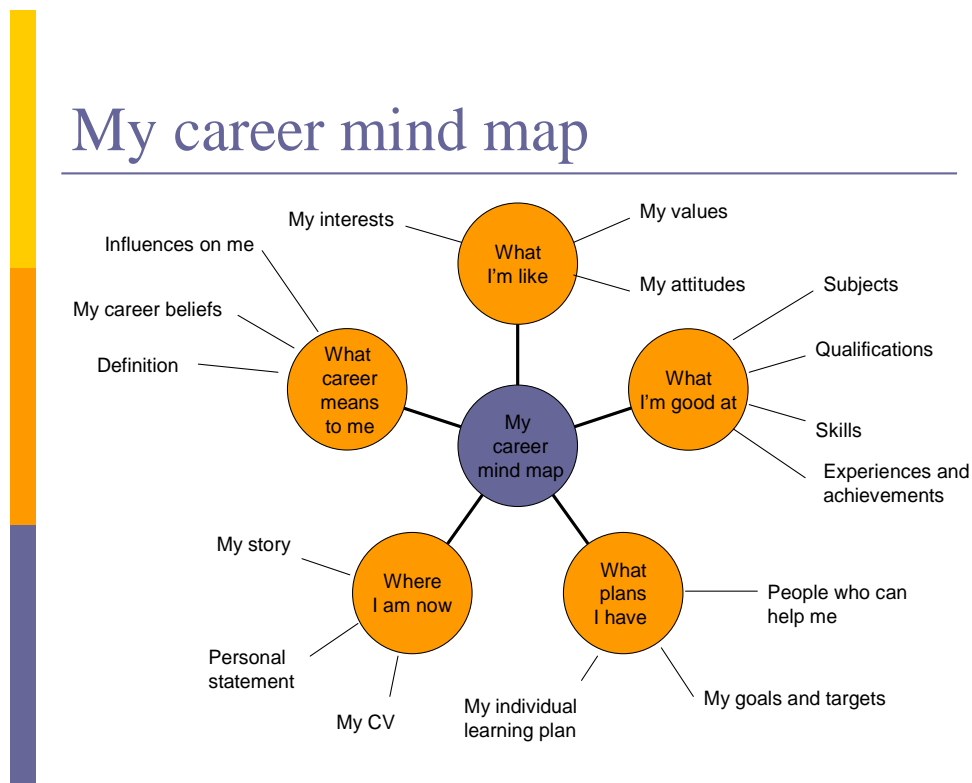 My career mind map
My interests
My values
Influences on me
What
I'm like
My attitudes
Subjects
My career beliefs
Definition
What
career
means
to me
Qualifications
What
I'm good at
My
career
mind map
Skills
Experiences and
achievements
My story
Where
I am now
What
plans
I have
People who can
help me
Personal
statement
My CV
My individual
learning plan
My goals and targets